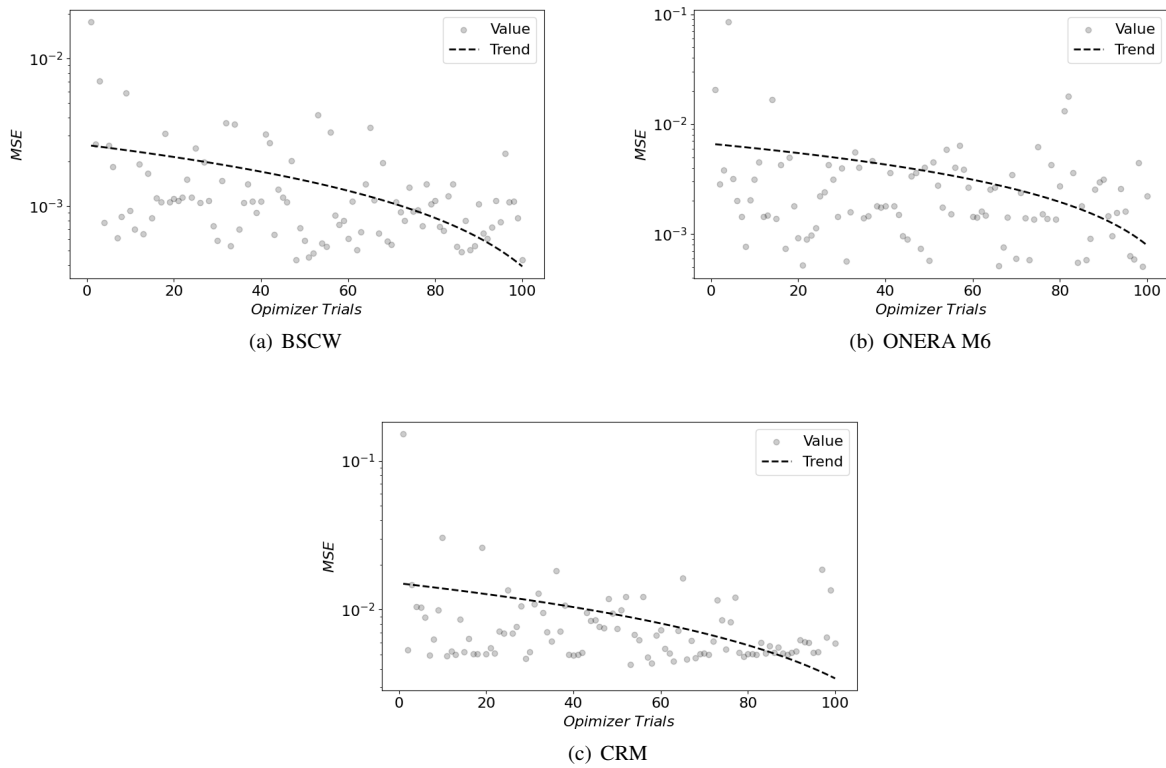 Value
Trend
10⁻²
10⁻³
MSE
0 20 40 60 80 100
Opimizer Trials
(a) BSCW
Value
Trend
10⁻¹
10⁻²
10⁻³
MSE
0 20 40 60 80 100
Opimizer Trials
(b) ONERA M6
Value
Trend
10⁻¹
10⁻²
MSE
0 20 40 60 80 100
Opimizer Trials
(c) CRM